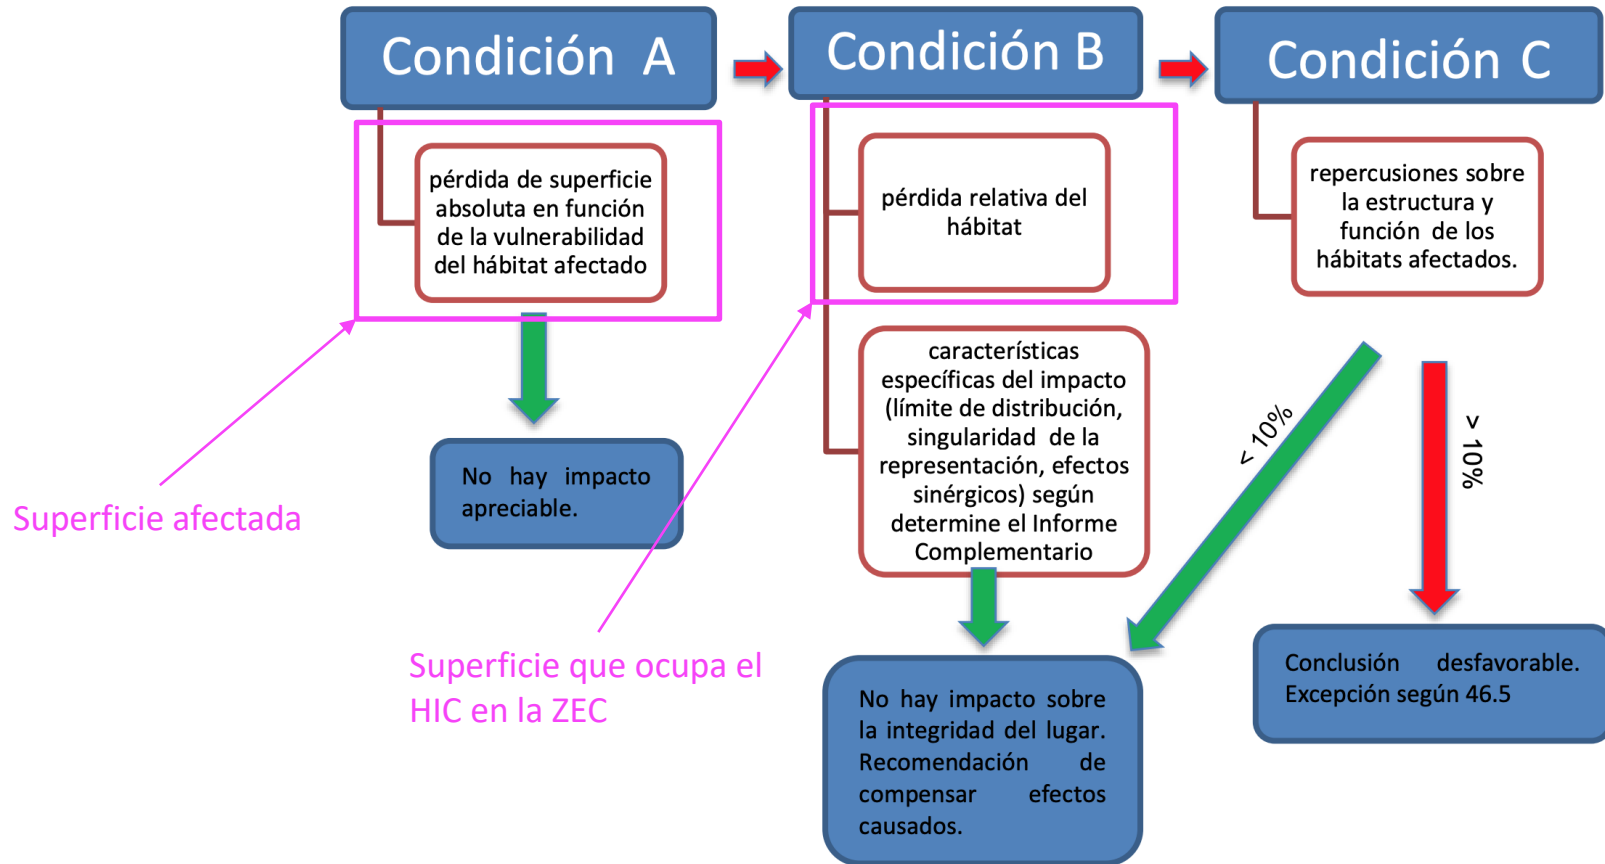 Condición A
Condición B
Condición C
pérdida de superficie
absoluta en función
de la vulnerabilidad
del hábitat afectado
pérdida relativa del
hábitat
repercusiones sobre
la estructura y
función de los
hábitats afectados.
características
específicas del impacto
(límite de distribución,
singularidad de la
representación, efectos
sinérgicos) según
determine el Informe
Complementario
< 10%
> 10%
No hay impacto
apreciable.
Superficie afectada
Superficie que ocupa el
HIC en la ZEC
No hay impacto sobre
la integridad del lugar.
Recomendación de
compensar efectos
causados.
Conclusión desfavorable.
Excepción según 46.5